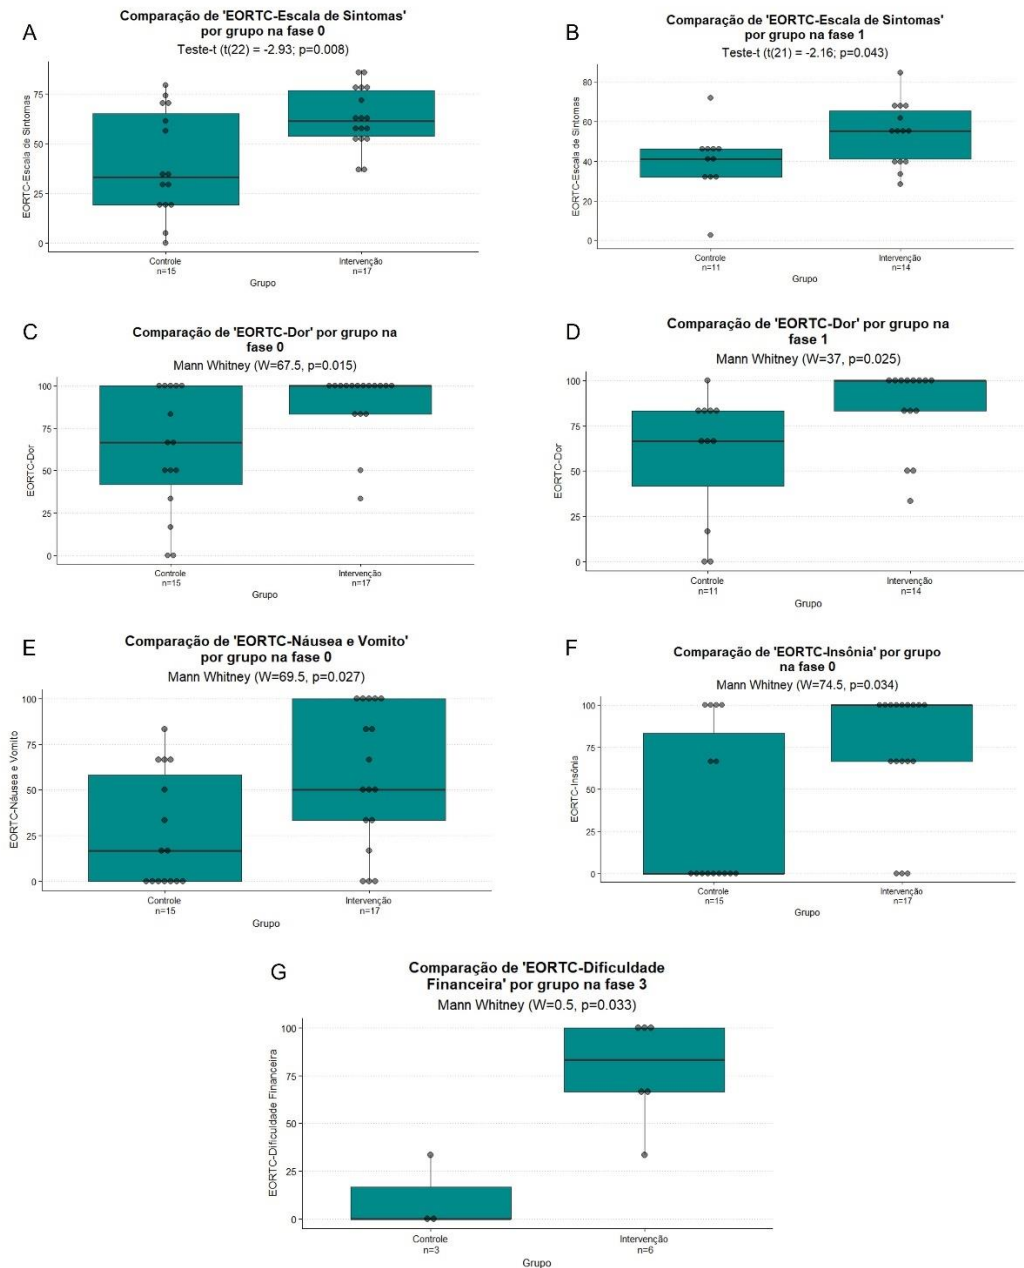 A
Comparação de 'EORTC-Escala de Sintomas'
por grupo na fase 0
Teste-t (t(22) = -2.93; p=0.008)
EORTC-Escala de Sintomas
75
50
25
0
Controle
n=15
Intervenção
n=17
Grupo
B
Comparação de 'EORTC-Escala de Sintomas'
por grupo na fase 1
Teste-t (t(21) = -2.16; p=0.043)
EORTC-Escala de Sintomas
80
60
40
20
0
Controle
n=11
Intervenção
n=14
Grupo
C
Comparação de 'EORTC-Dor' por grupo na
fase 0
Mann Whitney (W=67.5, p=0.015)
EORTC-Dor
100
75
50
25
0
Controle
n=15
Intervenção
n=17
Grupo
D
Comparação de 'EORTC-Dor' por grupo na
fase 1
Mann Whitney (W=37, p=0.025)
EORTC-Dor
100
75
50
25
0
Controle
n=11
Intervenção
n=14
Grupo
E
Comparação de 'EORTC-Náusea e Vomito'
por grupo na fase 0
Mann Whitney (W=69.5, p=0.027)
EORTC-Náusea e Vomito
100
75
50
25
0
Controle
n=15
Intervenção
n=17
Grupo
F
Comparação de 'EORTC-Insônia' por grupo
na fase 0
Mann Whitney (W=74.5, p=0.034)
EORTC-Insônia
100
75
50
25
0
Controle
n=15
Intervenção
n=17
Grupo
G
Comparação de 'EORTC-Dificuldade
Financeira' por grupo na fase 3
Mann Whitney (W=0.5, p=0.033)
EORTC-Dificuldade Financeira
100
75
50
25
0
Controle
n=3
Intervenção
n=6
Grupo